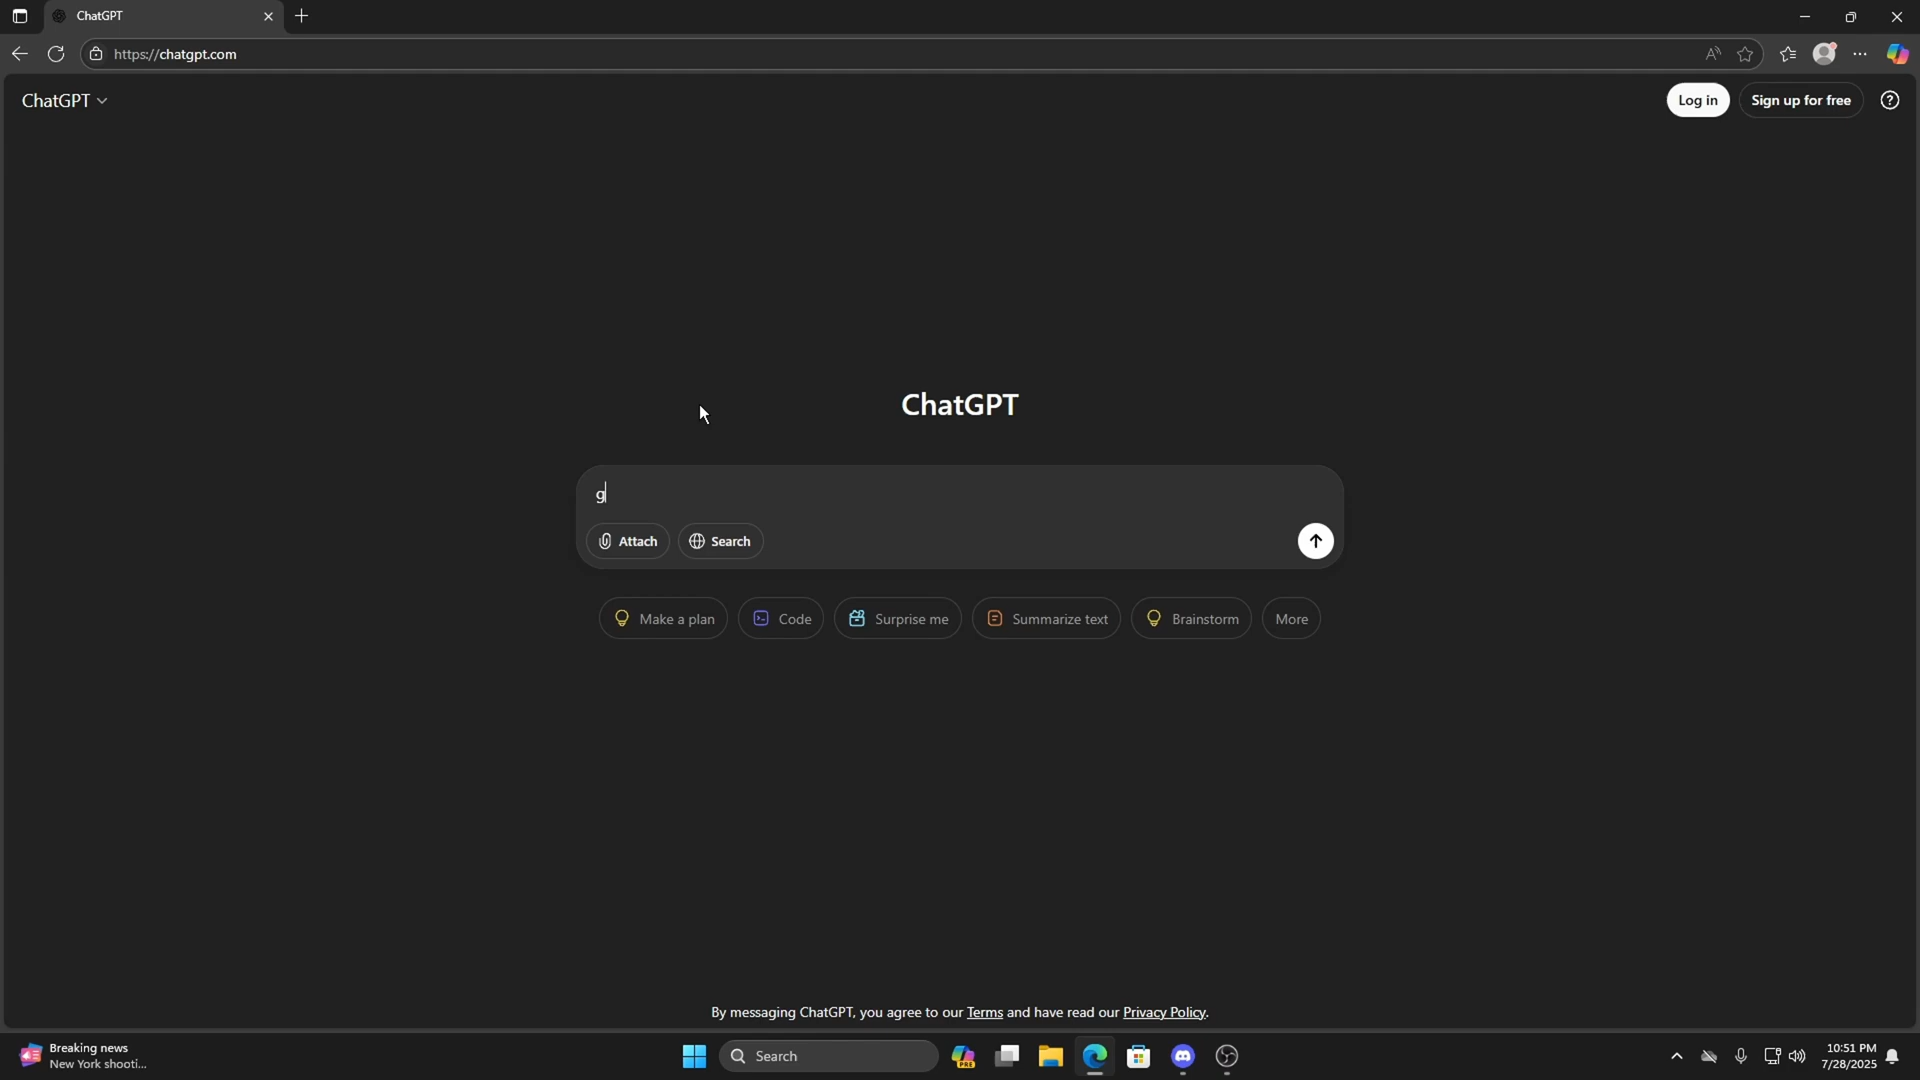 ChatGPT
https://chatgpt.com
ChatGPT
Log in
Sign up for free
ChatGPT
g
Attach
Search
Make a plan
Code
Surprise me
Summarize text
Brainstorm
More
By messaging ChatGPT, you agree to our Terms and have read our Privacy Policy.
Breaking news
New York shooti...
Search
PRE
10:51 PM
7/28/2025